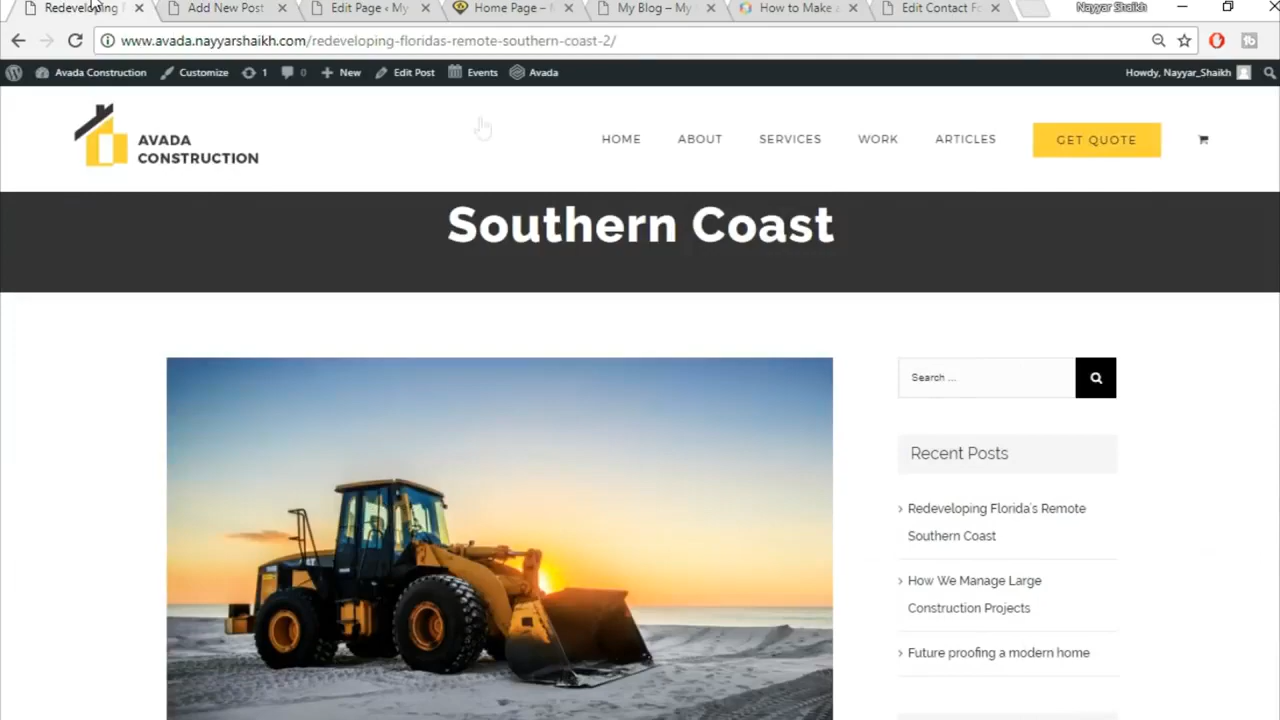 Redeveloping F
Add New Post
Edit Page ‹ My
Home Page –
My Blog – My
How to Make a
Edit Contact Fo
Nayyar Shaikh
www.avada.nayyarshaikh.com/redeveloping-floridas-remote-southern-coast-2/
Avada Construction
Customize
1
0
New
Edit Post
Events
Avada
Howdy, Nayyar_Shaikh
AVADA
CONSTRUCTION
HOME
ABOUT
SERVICES
WORK
ARTICLES
GET QUOTE
Southern Coast
Search ...
Recent Posts
Redeveloping Florida's Remote
Southern Coast
How We Manage Large
Construction Projects
Future proofing a modern home